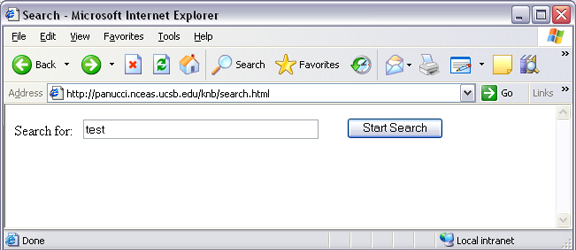 Search - Microsoft Internet Explorer
File Edit View Favorites Tools Help
Back Search Favorites
Address http://panucci.nceas.ucsb.edu/knb/search.html Go Links
Search for: test Start Search
Done Local intranet